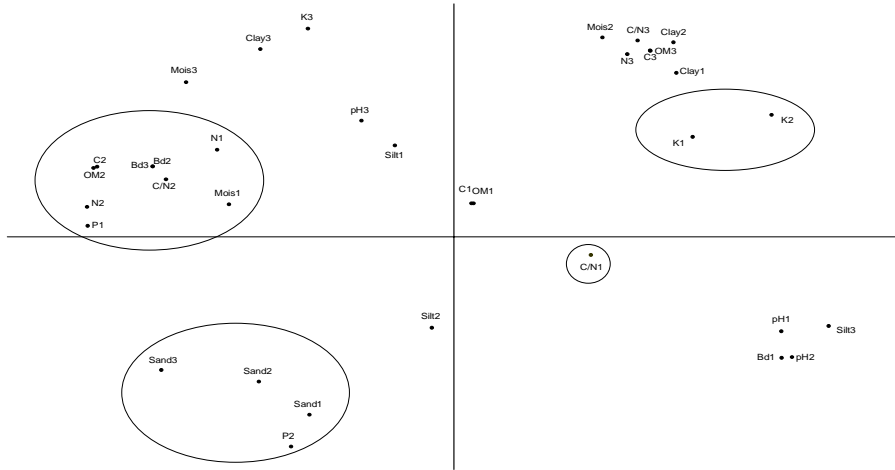 K3
Mois2 C/N3 Clay2
Clay3
OM3
C3
N3
Mois3
Clay1
pH3
K2
N1
K1
Silt1
C2 Bd3 Bd2
OM2
C/N2
Mois1
C1 OM1
N2
P1
C/N1
Silt2
pH1
Silt3
Sand3
Bd1 pH2
Sand2
Sand1
P2